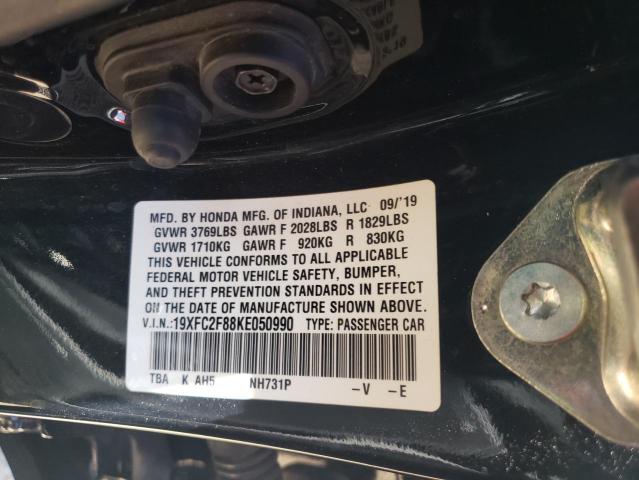 MFD. BY HONDA MFG. OF INDIANA, LLC 09/'19
GVWR 3769LBS GAWR F 2028LBS R 1829LBS
GVWR 1710KG GAWR F 920KG R 830KG
THIS VEHICLE CONFORMS TO ALL APPLICABLE
FEDERAL MOTOR VEHICLE SAFETY, BUMPER,
AND THEFT PREVENTION STANDARDS IN EFFECT
ON THE DATE OF MANUFACTURE SHOWN ABOVE.
V.I.N.:19XFC2F88KE050990 TYPE: PASSENGER CAR
TBA K AH5 NH731P -V -E